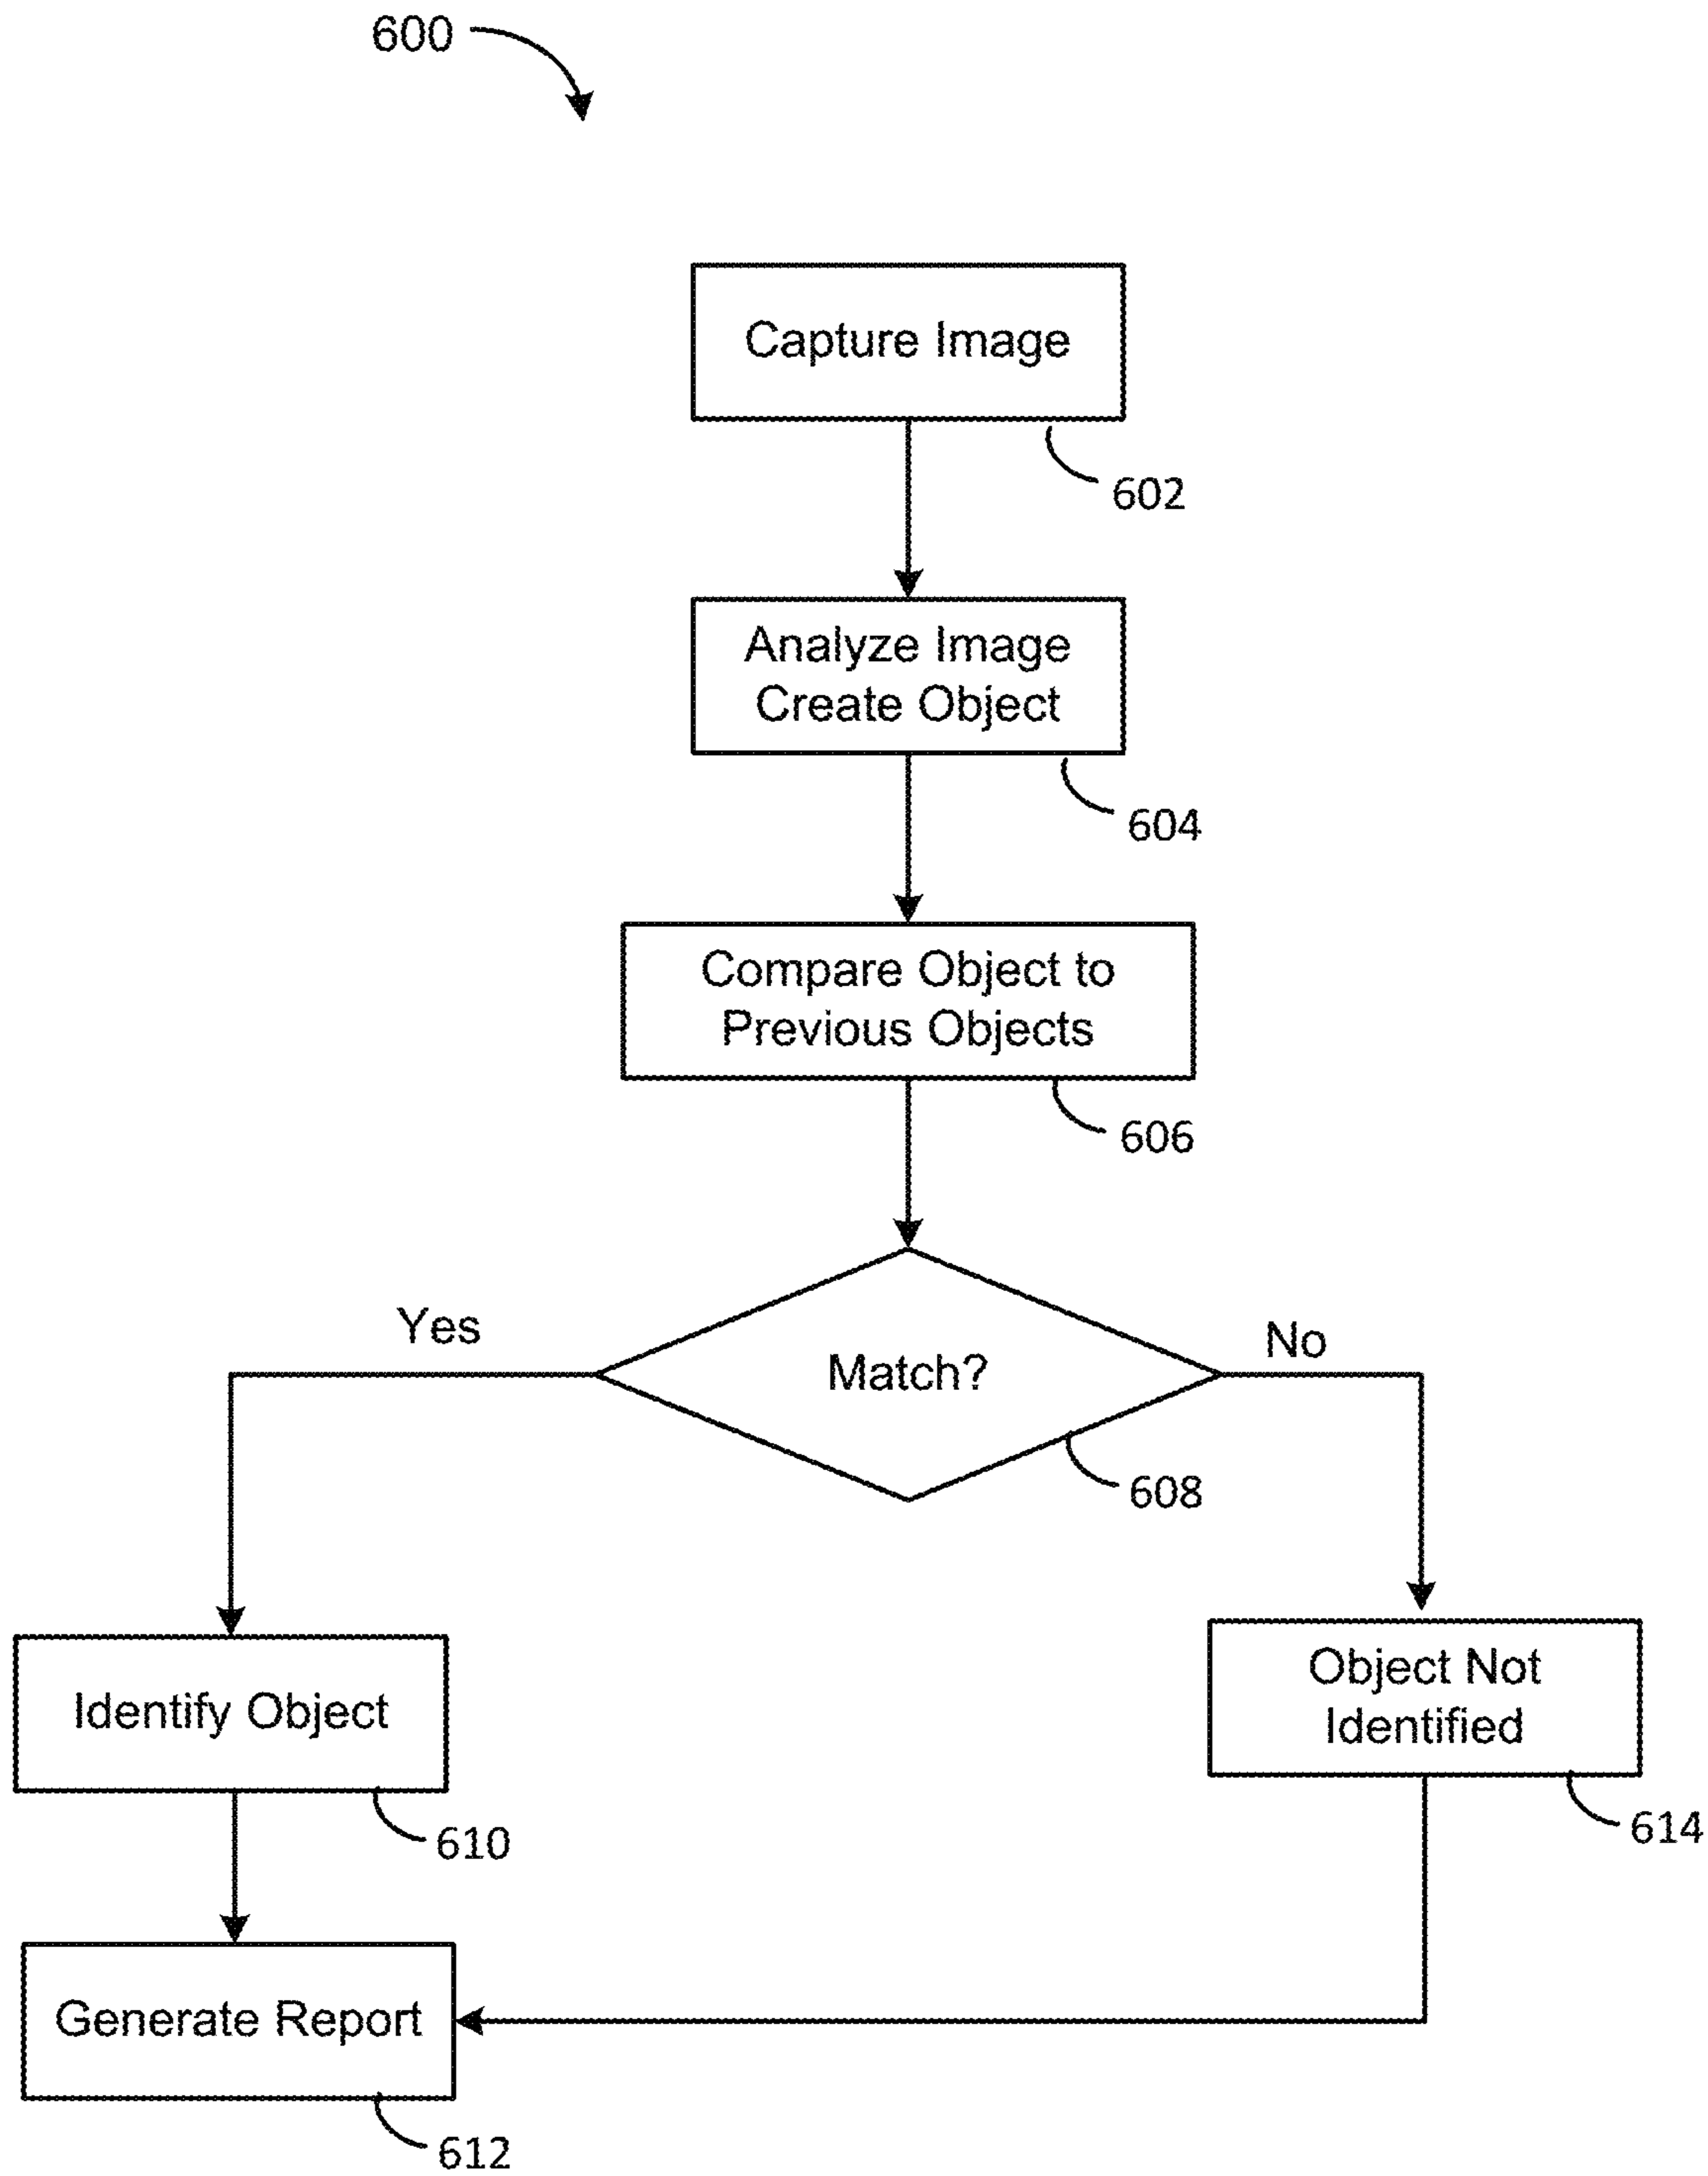 600
Capture Image
602
Analyze Image
Create Object
604
Compare Object to
Previous Objects
606
Yes
No
Match?
608
Identify Object
610
Object Not
Identified
614
Generate Report
612